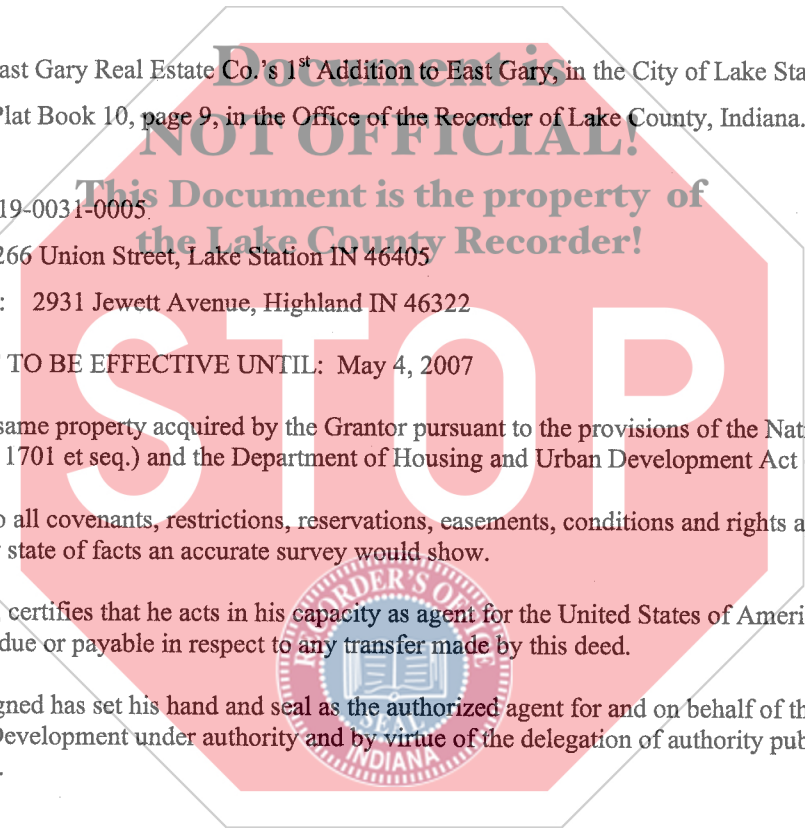 ast Gary Real Estate Co.'s 1st Addition to East Gary, in the City of Lake Sta
Plat Book 10, page 9, in the Office of the Recorder of Lake County, Indiana.
19-0031-0005
266 Union Street, Lake Station IN 46405
: 2931 Jewett Avenue, Highland IN 46322
TO BE EFFECTIVE UNTIL: May 4, 2007
same property acquired by the Grantor pursuant to the provisions of the Nati
1701 et seq.) and the Department of Housing and Urban Development Act
o all covenants, restrictions, reservations, easements, conditions and rights a
state of facts an accurate survey would show.
certifies that he acts in his capacity as agent for the United States of Ameri
due or payable in respect to any transfer made by this deed.
gned has set his hand and seal as the authorized agent for and on behalf of th
Development under authority and by virtue of the delegation of authority pub
Document is
NOT OFFICIAL!
This Document is the property of
the Lake County Recorder!
STOP
RECORDER'S OFFICE
SEAL
INDIANA